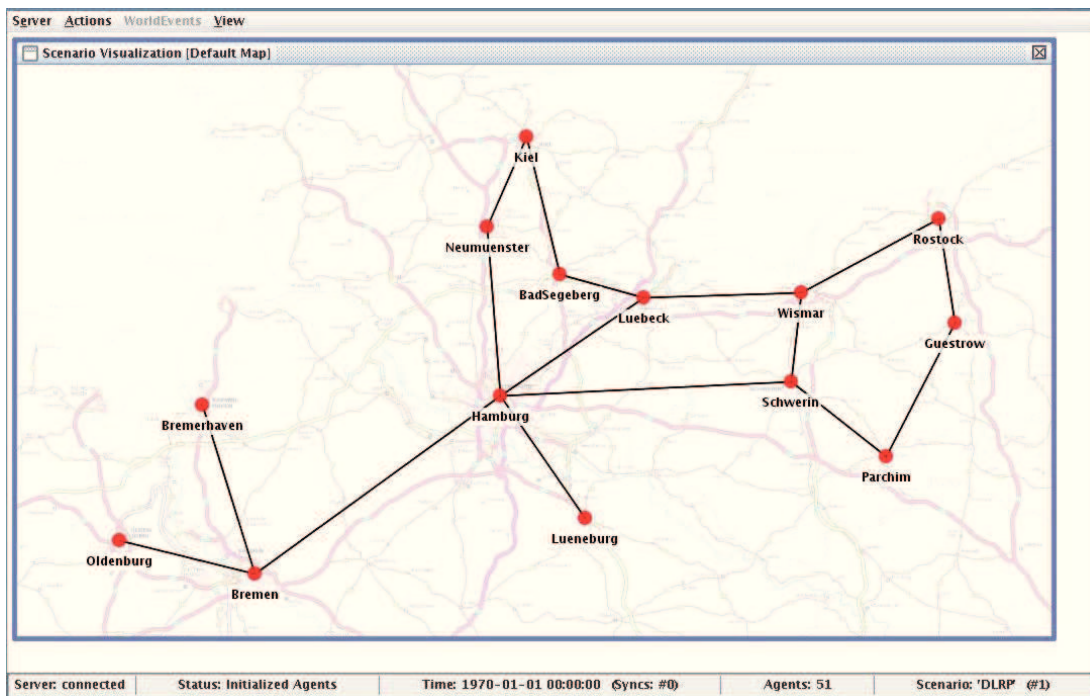 Server Actions WorldEvents View
Scenario Visualization [Default Map]
Kiel
Neumuenster
Rostock
BadSegeberg
Luebeck
Wismar
Guestrow
Schwerin
Hamburg
Bremerhaven
Parchim
Lueneburg
Oldenburg
Bremen
Server: connected Status: Initialized Agents Time: 1970-01-01 00:00:00 (Syncs: #0) Agents: 51 Scenario: 'DLRP' (#1)